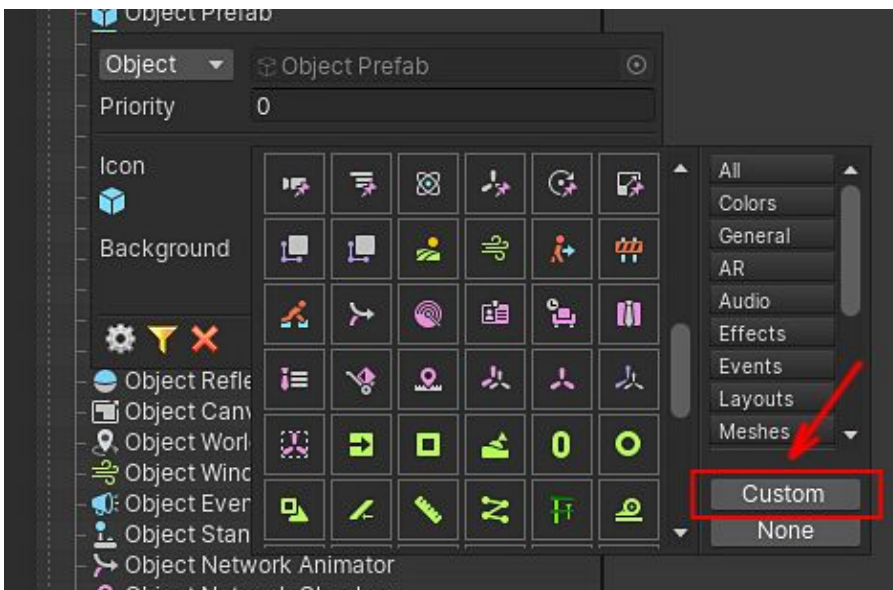 Object Prefab
Object
Object Prefab
Priority
0
Icon
Background
All
Colors
General
AR
Audio
Effects
Events
Layouts
Meshes
Custom
None
Object Refle
Object Canv
Object Worl
Object Wind
Object Ever
Object Stan
Object Network Animator